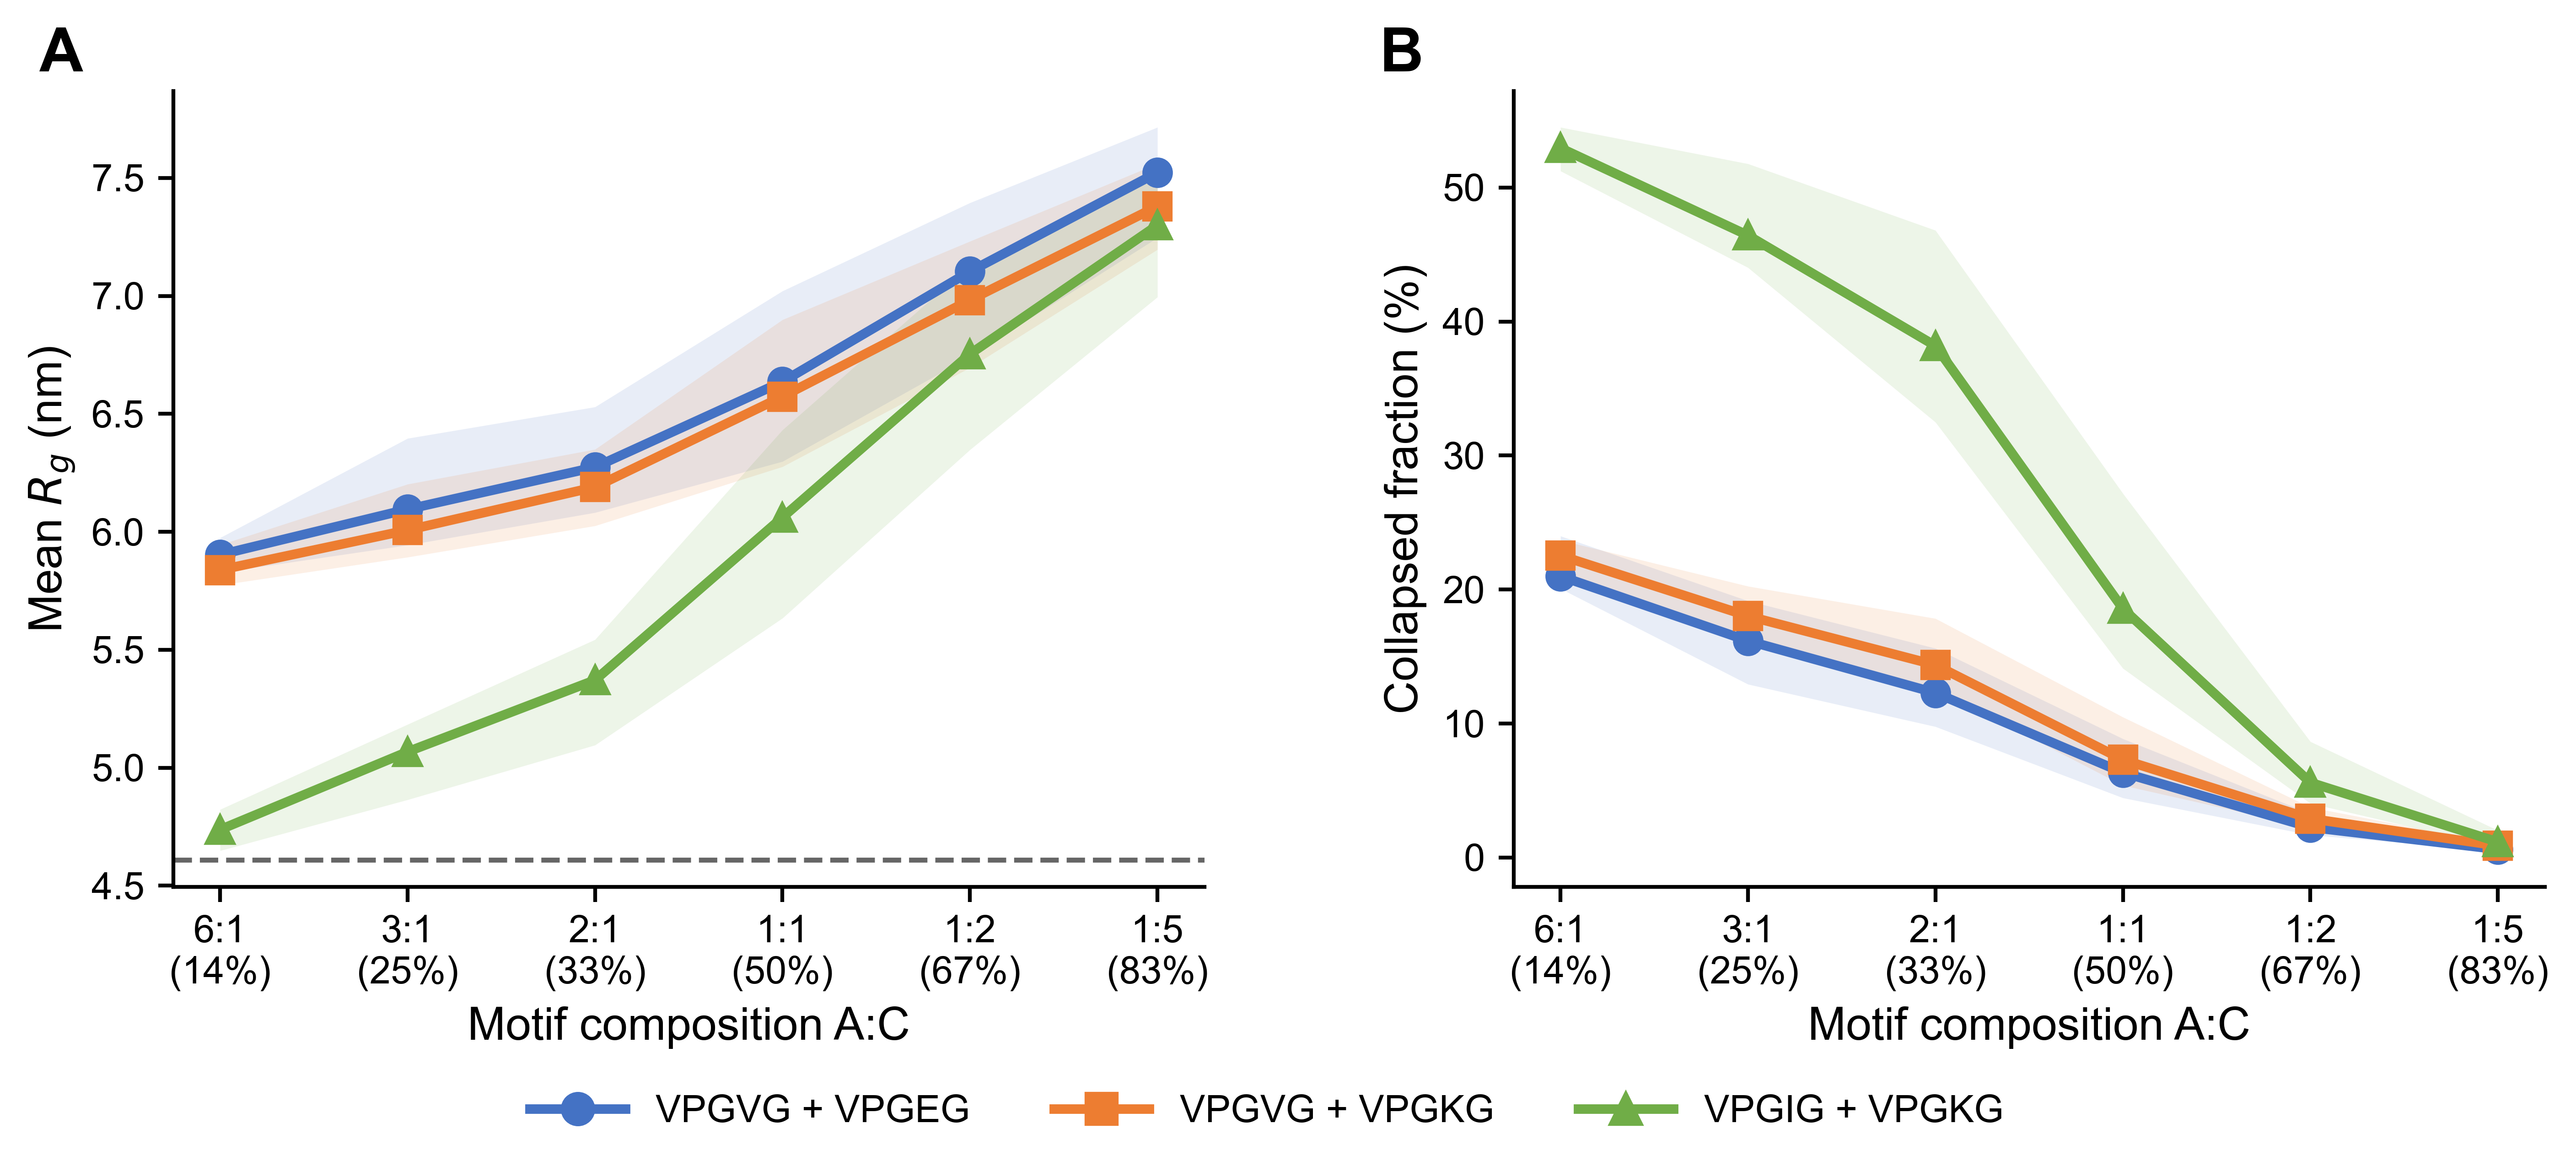 A
B
Mean Rg (nm)
7.5
7.0
6.5
6.0
5.5
5.0
4.5
6:1 3:1 2:1 1:1 1:2 1:5
(14%) (25%) (33%) (50%) (67%) (83%)
Motif composition A:C
Collapsed fraction (%)
50
40
30
20
10
0
6:1 3:1 2:1 1:1 1:2 1:5
(14%) (25%) (33%) (50%) (67%) (83%)
Motif composition A:C
VPGVG + VPGEG
VPGVG + VPGKG
VPGIG + VPGKG